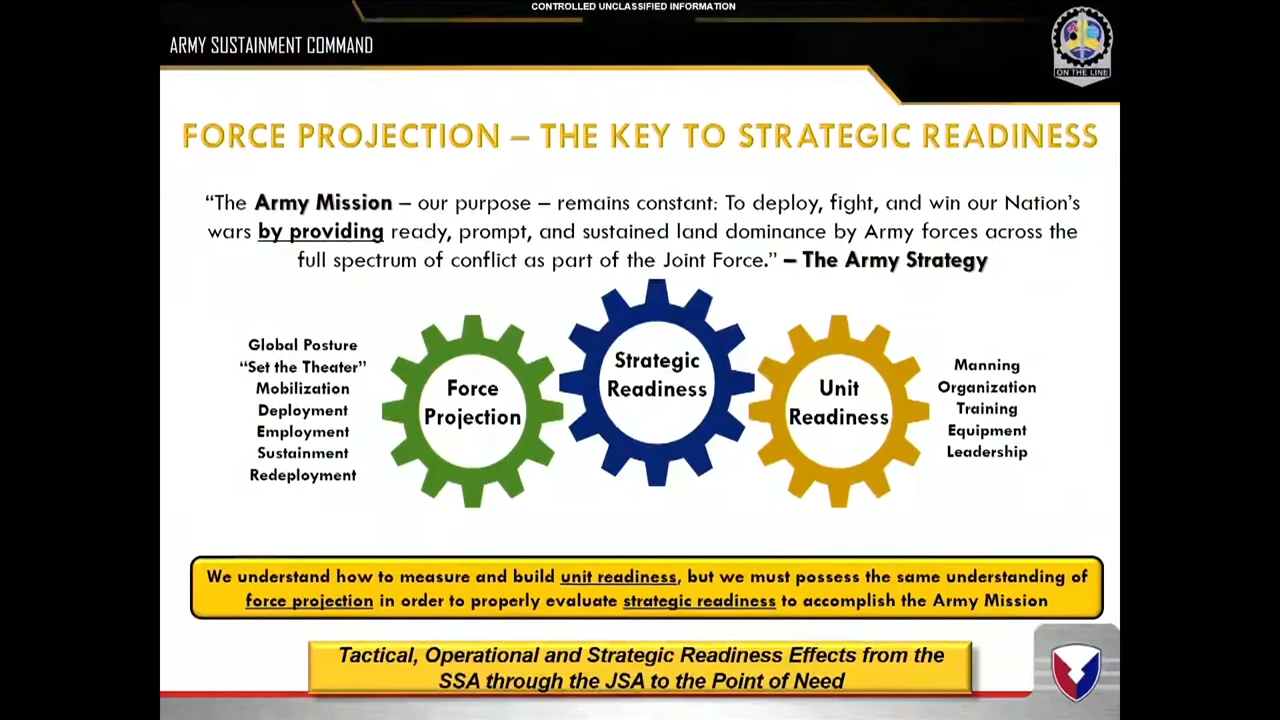 CONTROLLED UNCLASSIFIED INFORMATION
ARMY SUSTAINMENT COMMAND
ON THE LINE
FORCE PROJECTION – THE KEY TO STRATEGIC READINESS
“The Army Mission – our purpose – remains constant: To deploy, fight, and win our Nation’s
wars by providing ready, prompt, and sustained land dominance by Army forces across the
full spectrum of conflict as part of the Joint Force.” – The Army Strategy
Global Posture
“Set the Theater”
Mobilization
Deployment
Employment
Sustainment
Redeployment
Force
Projection
Strategic
Readiness
Unit
Readiness
Manning
Organization
Training
Equipment
Leadership
We understand how to measure and build unit readiness, but we must possess the same understanding of
force projection in order to properly evaluate strategic readiness to accomplish the Army Mission
Tactical, Operational and Strategic Readiness Effects from the
SSA through the JSA to the Point of Need